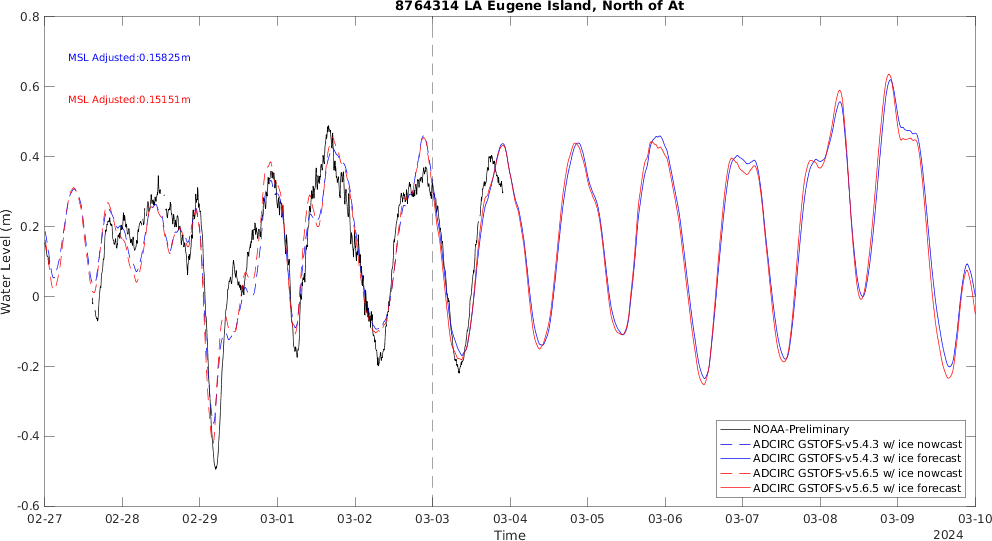 8764314 LA Eugene Island, North of At
MSL Adjusted:0.15825m
MSL Adjusted:0.15151m
Water Level (m)
0.8
0.6
0.4
0.2
0
-0.2
-0.4
-0.6
NOAA-Preliminary
ADCIRC GSTOFS-v5.4.3 w/ ice nowcast
ADCIRC GSTOFS-v5.4.3 w/ ice forecast
ADCIRC GSTOFS-v5.6.5 w/ ice nowcast
ADCIRC GSTOFS-v5.6.5 w/ ice forecast
02-27 02-28 02-29 03-01 03-02 03-03 03-04 03-05 03-06 03-07 03-08 03-09 03-10
Time
2024